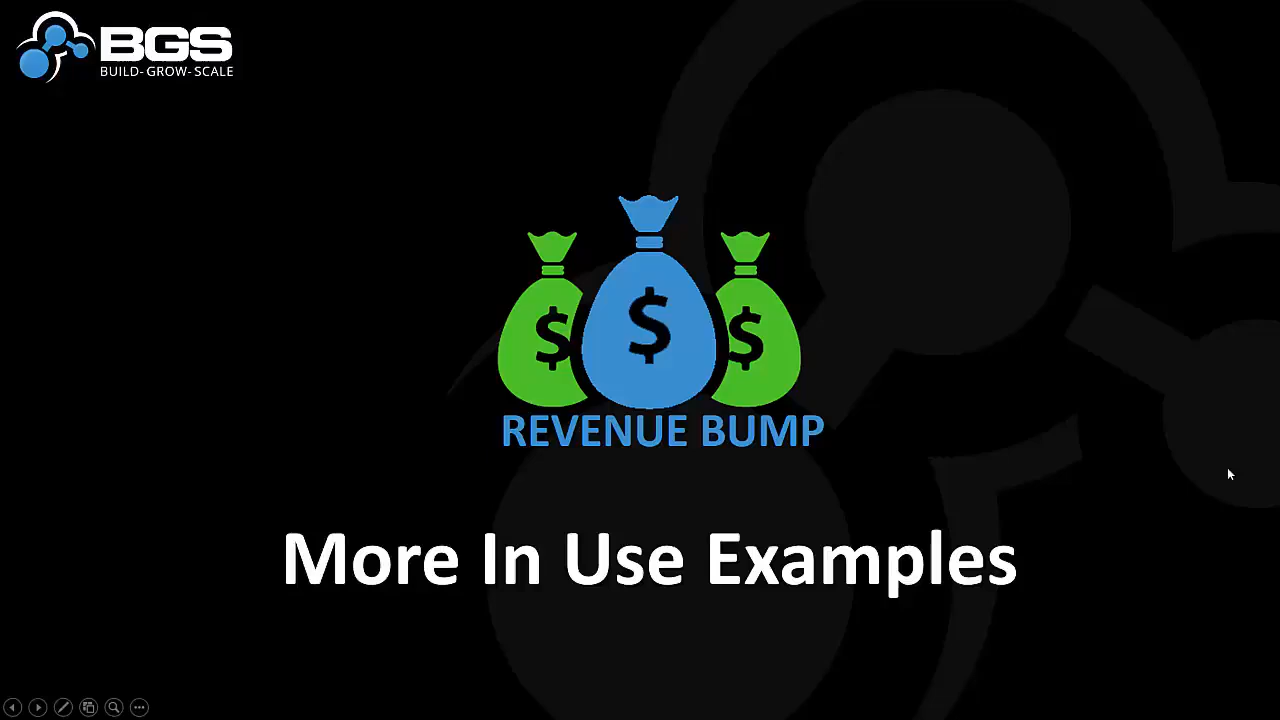 BGS
BUILD-GROW-SCALE
$ $ $
REVENUE BUMP
More In Use Examples